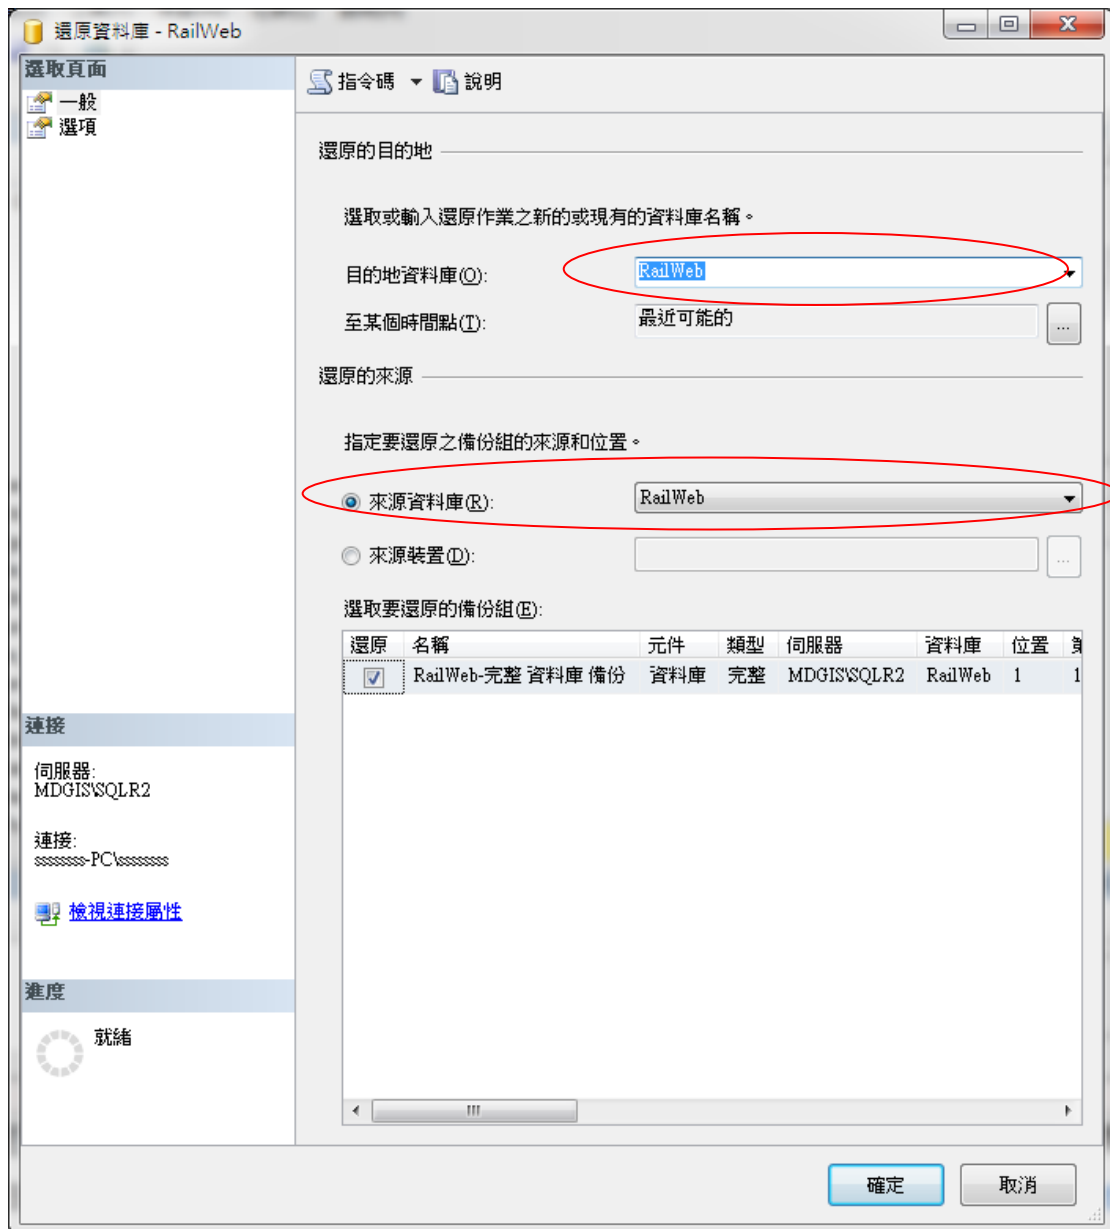 還原資料庫 - RailWeb
選取頁面
一般
選項
指令碼
說明
還原的目的地
選取或輸入還原作業之新的或現有的資料庫名稱。
目的地資料庫(O):
RailWeb
至某個時間點(T):
最近可能的
...
還原的來源
指定要還原之備份組的來源和位置。
來源資料庫(R):
RailWeb
來源裝置(D):
...
選取要還原的備份組(E):
還原 名稱 元件 類型 伺服器 資料庫 位置
RailWeb-完整 資料庫 備份 資料庫 完整 MDGIS\SQLR2 RailWeb 1 1
連接
伺服器:
MDGIS\SQLR2
連接:
ssssssss-PC\ssssssss
檢視連接屬性
進度
就緒
確定
取消